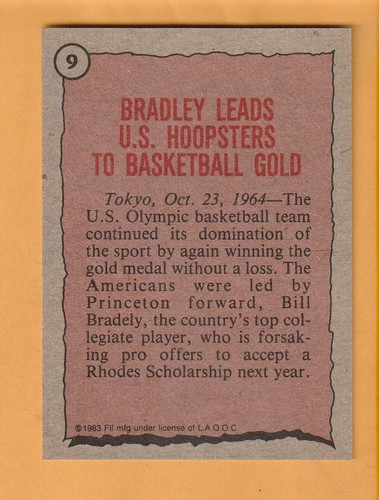 9
BRADLEY LEADS
U.S. HOOPSTERS
TO BASKETBALL GOLD
Tokyo, Oct. 23, 1964—The
U.S. Olympic basketball team
continued its domination of
the sport by again winning the
gold medal without a loss. The
Americans were led by
Princeton forward, Bill
Bradely, the country's top col-
legiate player, who is forsak-
ing pro offers to accept a
Rhodes Scholarship next year.
©1983 Fll mfg under license of L.A.O.O.C